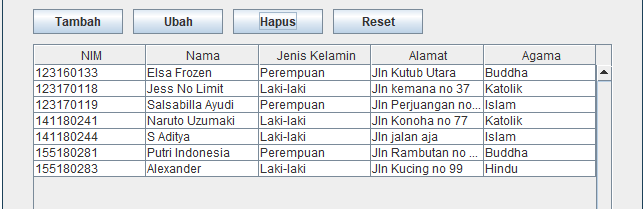 Tambah Ubah Hapus Reset
NIM Nama Jenis Kelamin Alamat Agama
123160133 Elsa Frozen Perempuan Jln Kutub Utara Buddha
123170118 Jess No Limit Laki-laki Jln kemana no 37 Katolik
123170119 Salsabilla Ayudi Perempuan Jln Perjuangan no... Islam
141180241 Naruto Uzumaki Laki-laki Jln Konoha no 77 Katolik
141180244 S Aditya Laki-laki Jln jalan aja Islam
155180281 Putri Indonesia Perempuan Jln Rambutan no ... Buddha
155180283 Alexander Laki-laki Jln Kucing no 99 Hindu